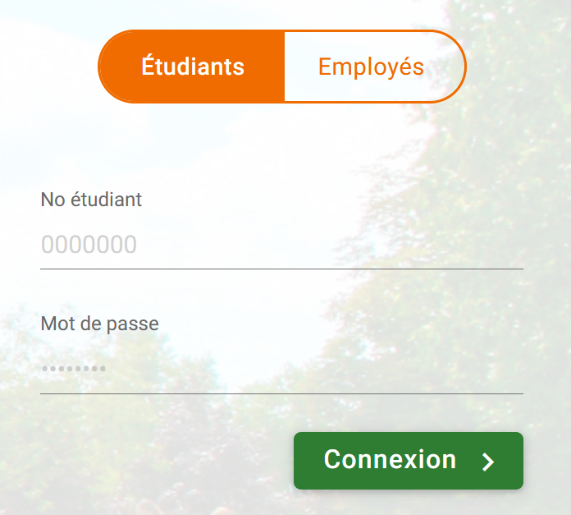 Étudiants
Employés
No étudiant
0000000
Mot de passe
••••••••
Connexion